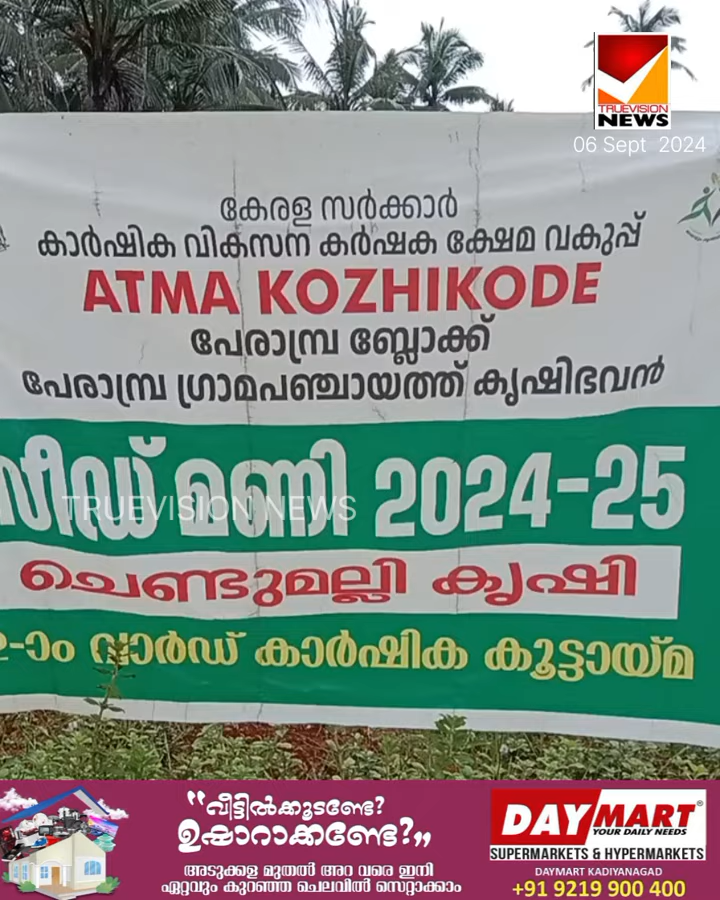 TRUEVISION
NEWS
06 Sept 2024
കേരള സർക്കാർ
കാർഷിക വികസന കർഷക ക്ഷേമ വകുപ്പ്
ATMA KOZHIKODE
പേരാമ്പ്ര ബ്ലോക്ക്
പേരാമ്പ്ര ഗ്രാമപഞ്ചായത്ത് കൃഷിഭവൻ
സീഡ് മണി 2024-25
TRUEVISION NEWS
ചെണ്ടുമല്ലി കൃഷി
-ാം വാർഡ് കാർഷിക കൂട്ടായ്മ
"വീട്ടിൽക്കൂടണ്ടേ?
ഉഷാറാക്കണ്ടേ?"
അടുക്കള മുതൽ അറ വരെ ഇനി
ഏറ്റവും കുറഞ്ഞ ചെലവിൽ സെറ്റാക്കാം
DAYMART®
YOUR DAILY NEEDS
SUPERMARKETS & HYPERMARKETS
DAYMART KADIYANAGAD
+91 9219 900 400